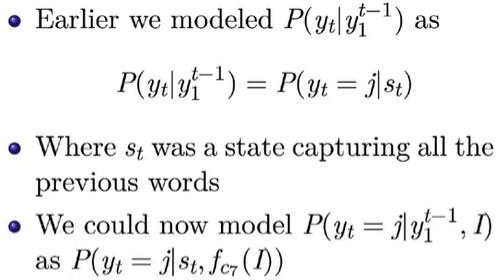 • Earlier we modeled P(y_t|y_1^{t−1}) as
P(y_t|y_1^{t−1}) = P(y_t = j|s_t)
• Where s_t was a state capturing all the
previous words
• We could now model P(y_t = j|y_1^{t−1}, I)
as P(y_t = j|s_t, f_{c_7}(I))